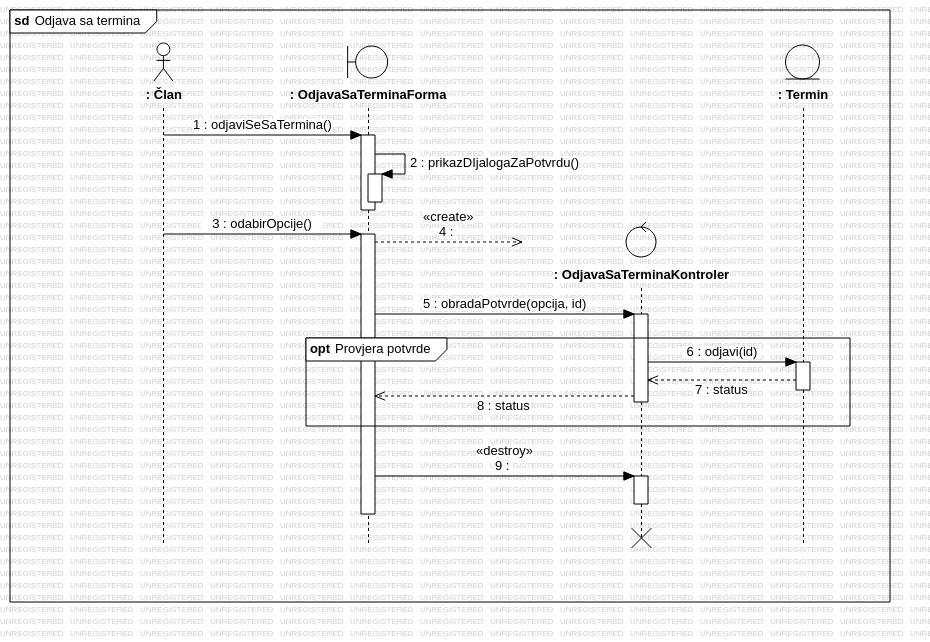 sd Odjava sa termina
: Član
: OdjavaSaTerminaForma
: Termin
1 : odjaviSeSaTermina()
2 : prikazDIjalogaZaPotvrdu()
3 : odabirOpcije()
«create»
4 :
: OdjavaSaTerminaKontroler
5 : obradaPotvrde(opcija, id)
opt Provjera potvrde
6 : odjavi(id)
7 : status
8 : status
«destroy»
9 :
UNREGISTERED